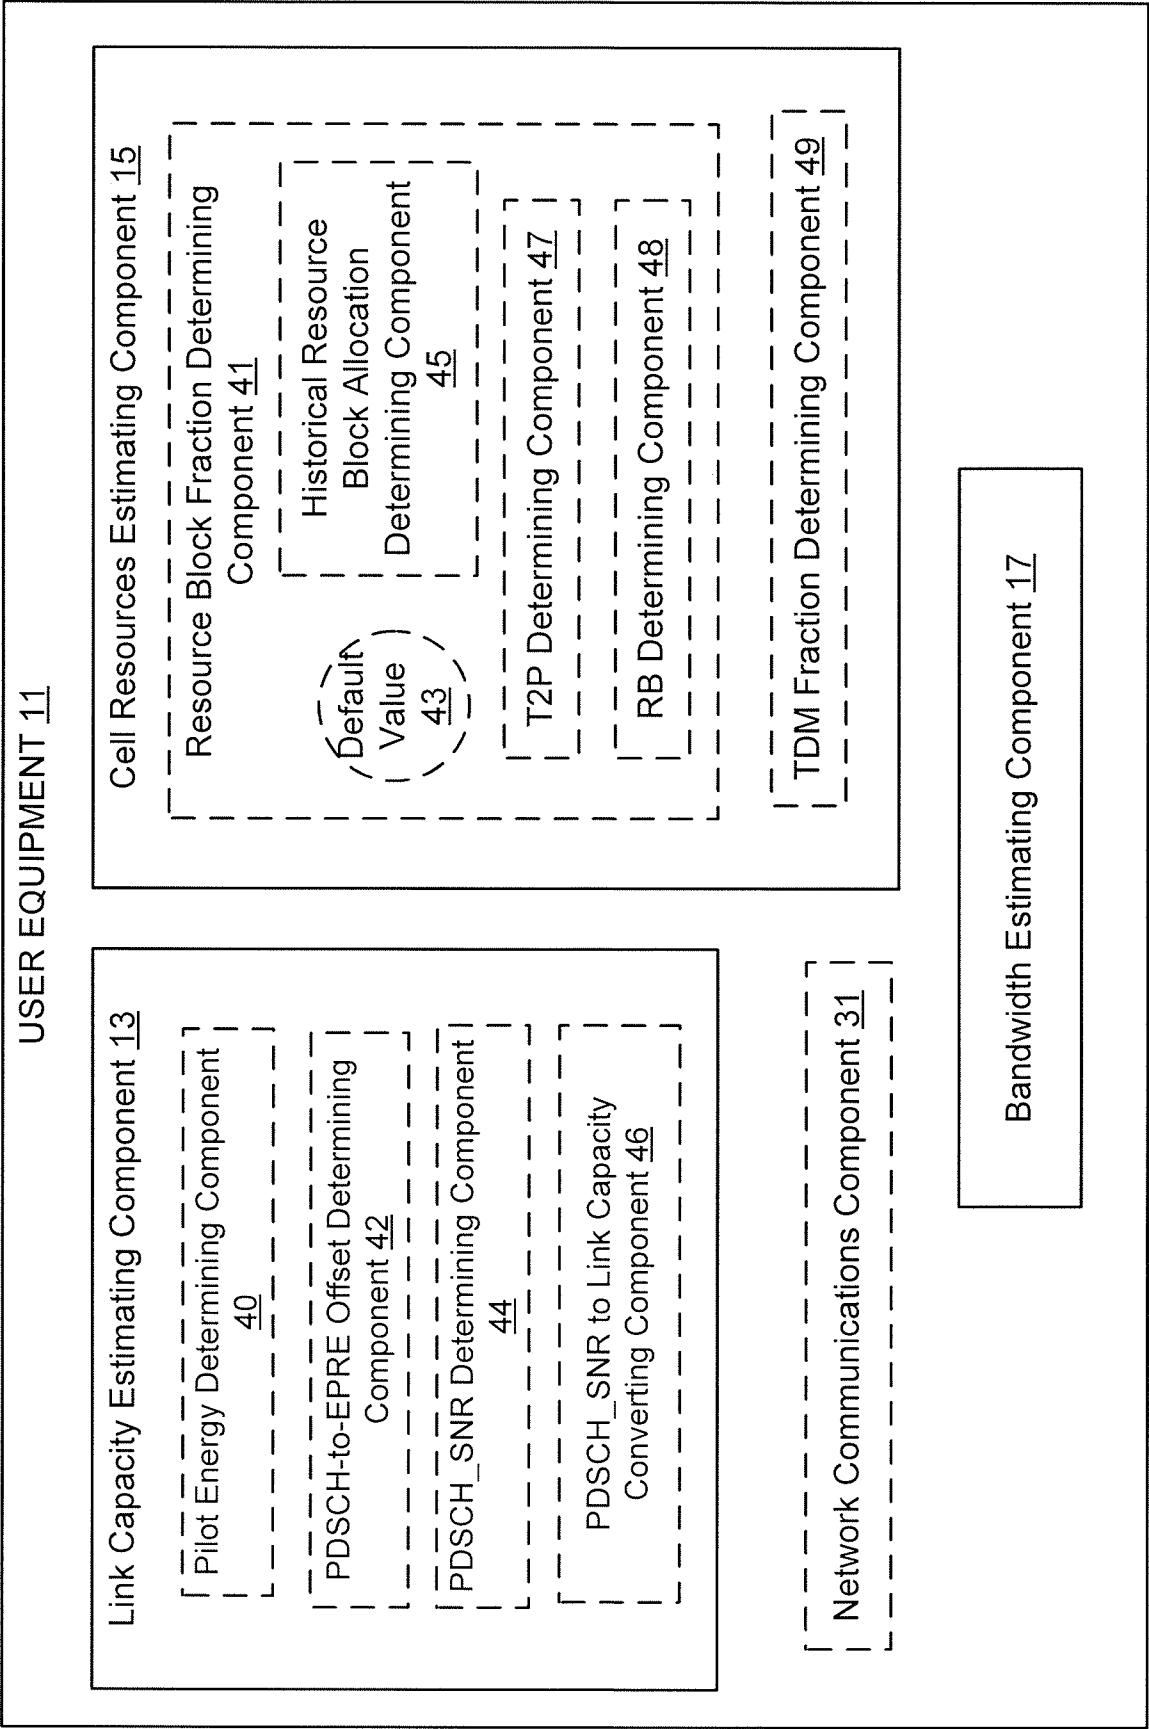 USER EQUIPMENT 11
Link Capacity Estimating Component 13
Pilot Energy Determining Component
40
PDSCH-to-EPRE Offset Determining
Component 42
PDSCH_SNR Determining Component
44
PDSCH_SNR to Link Capacity
Converting Component 46
Network Communications Component 31
Cell Resources Estimating Component 15
Resource Block Fraction Determining
Component 41
Default
Value
43
Historical Resource
Block Allocation
Determining Component
45
T2P Determining Component 47
RB Determining Component 48
TDM Fraction Determining Component 49
Bandwidth Estimating Component 17